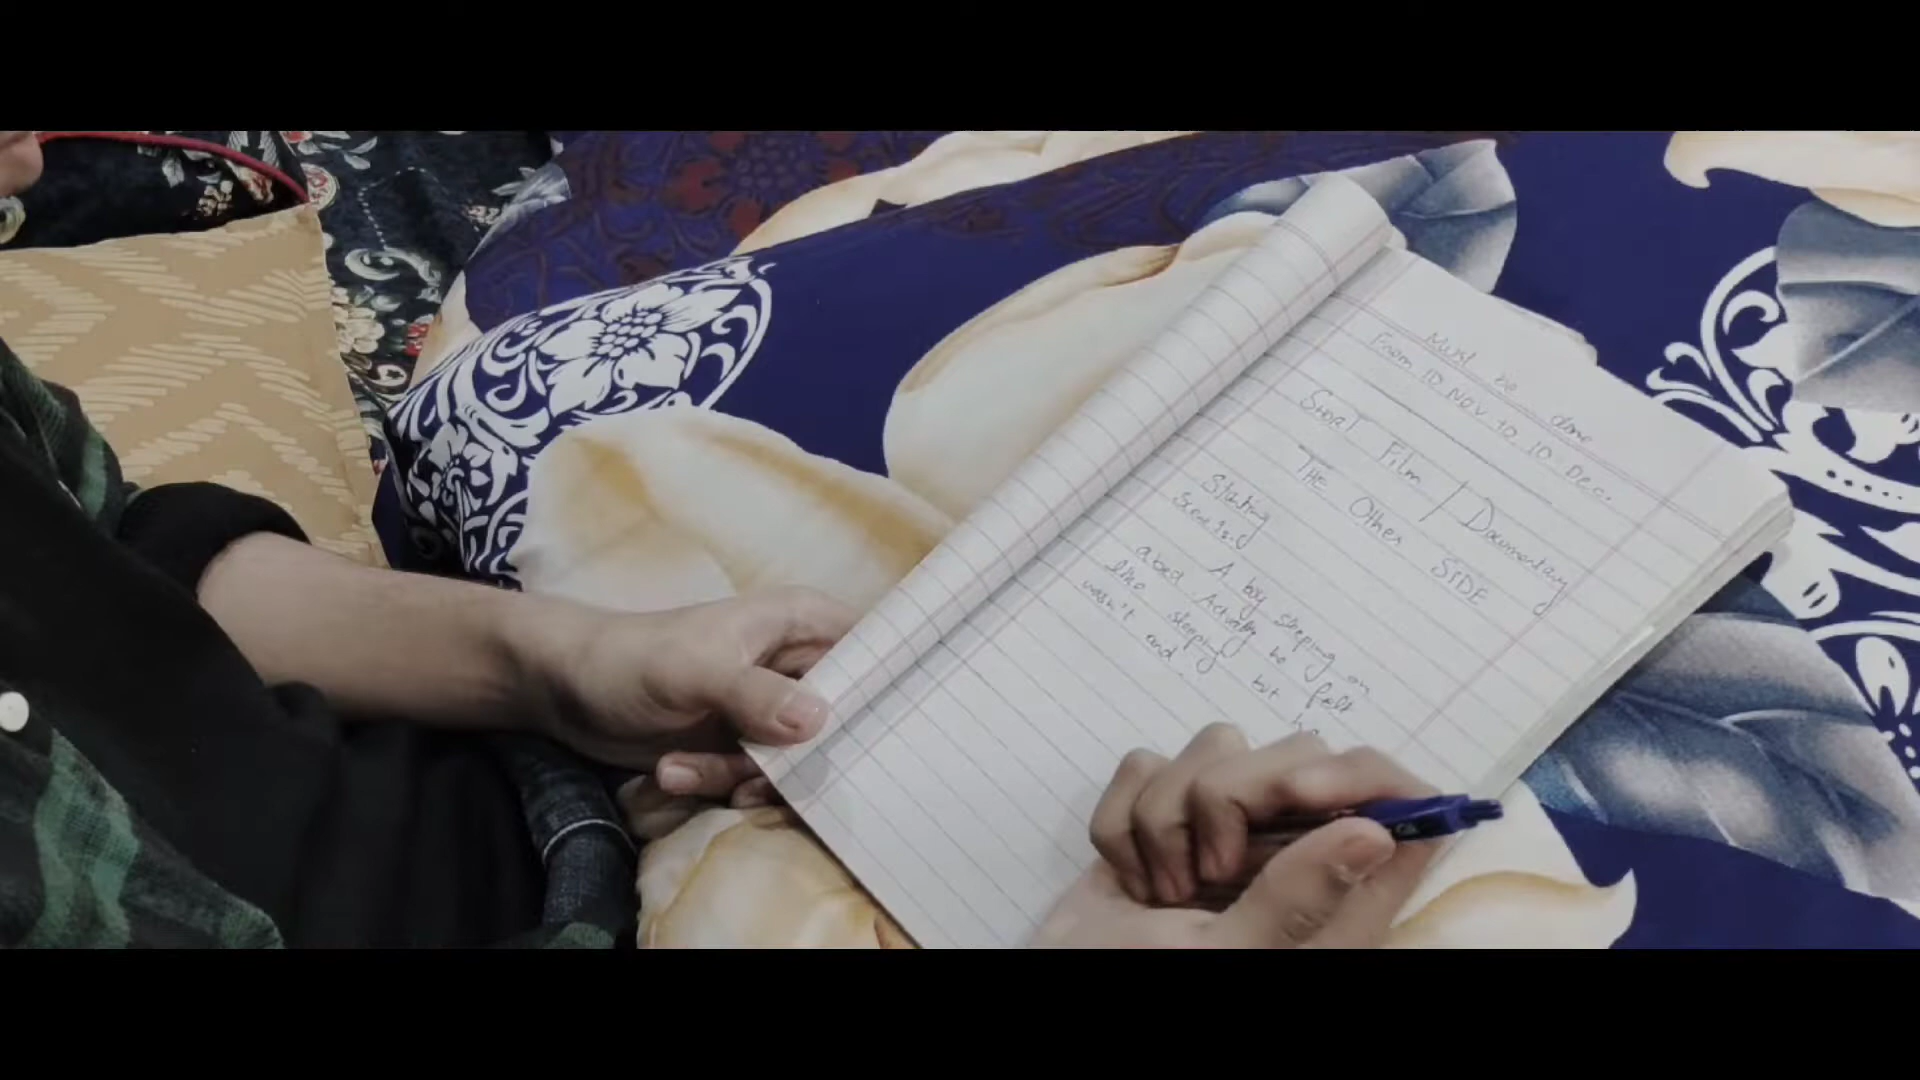 Must be done
From 10 NOV to 10 Dec.
SHORT Film / Documentary
THE Other SIDE
Starting
Scene is:-
A boy sleeping on
a bed. Actually he felt
like sleeping but he
wasn't and